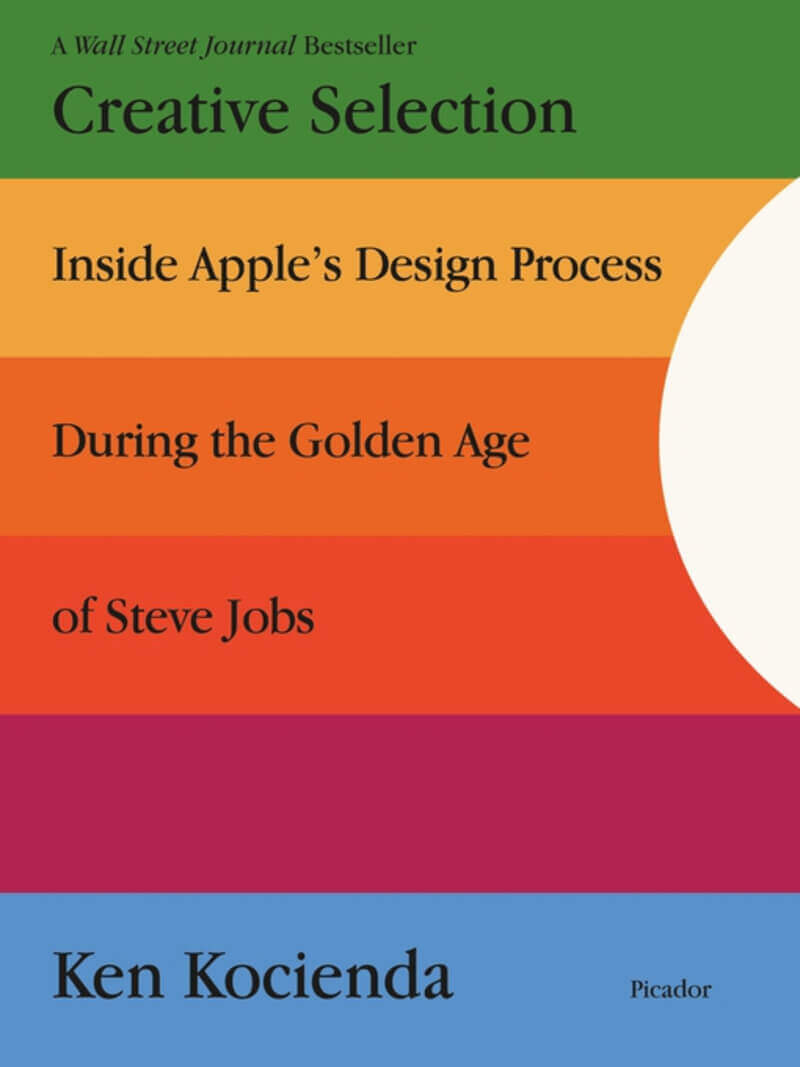 A Wall Street Journal Bestseller
Creative Selection
Inside Apple’s Design Process
During the Golden Age
of Steve Jobs
Ken Kocienda
Picador